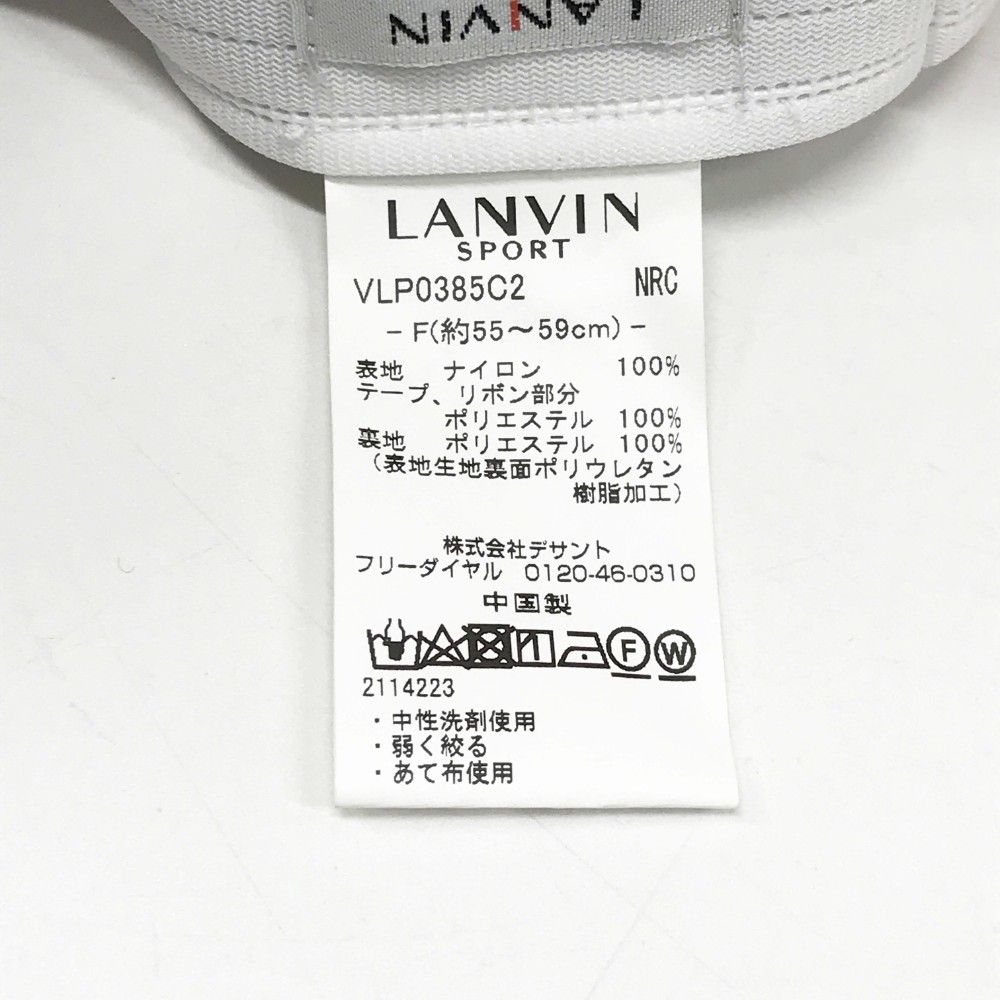 LANVIN
LANVIN
SPORT
VLP0385C2 NRC
- F(約55～59cm) -
表地 ナイロン 100%
テープ、リボン部分
ポリエステル 100%
裏地 ポリエステル 100%
（表地生地裏面ポリウレタン
樹脂加工）
株式会社デサント
フリーダイヤル 0120-46-0310
中国製
F W
2114223
・中性洗剤使用
・弱く絞る
・あて布使用